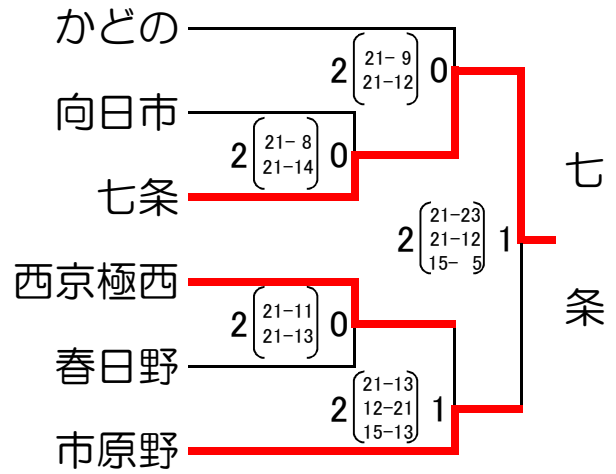 かどの
2 21- 9 0
21-12
向日市
2 21- 8 0
21-14
七条
2 21-23 1
21-12
15- 5
七条
西京極西
2 21-11 0
21-13
春日野
2 21-13 1
12-21
15-13
市原野